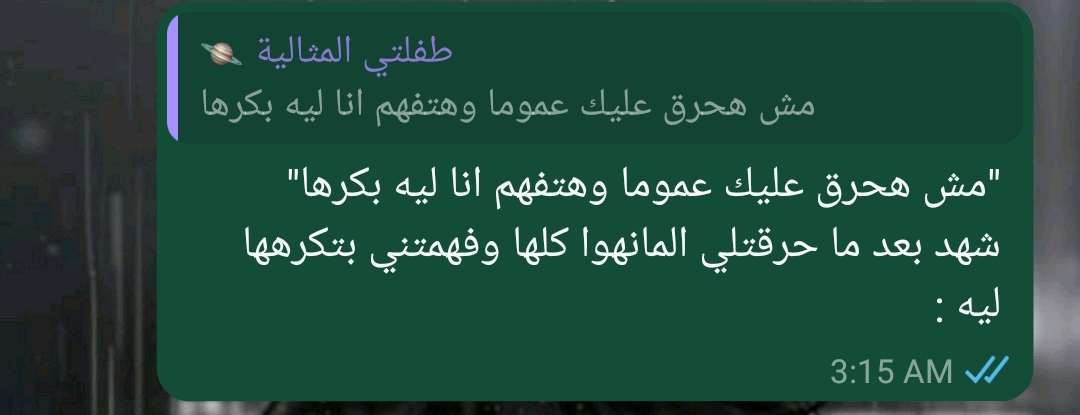 طفلتي المثالية 🪐
مش هحرق عليك عموما وهتفهم انا ليه بكرها
"مش هحرق عليك عموما وهتفهم انا ليه بكرها"
شهد بعد ما حرقتلي المانهوا كلها وفهمتني بتكرهها
ليه :
3:15 AM